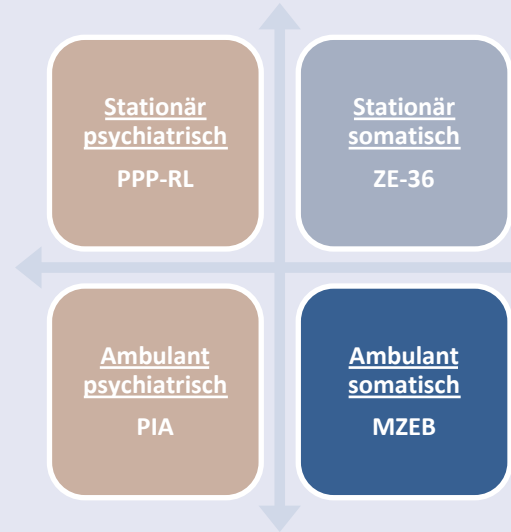 Stationär
psychiatrisch
PPP-RL
Stationär
somatisch
ZE-36
Ambulant
psychiatrisch
PIA
Ambulant
somatisch
MZEB